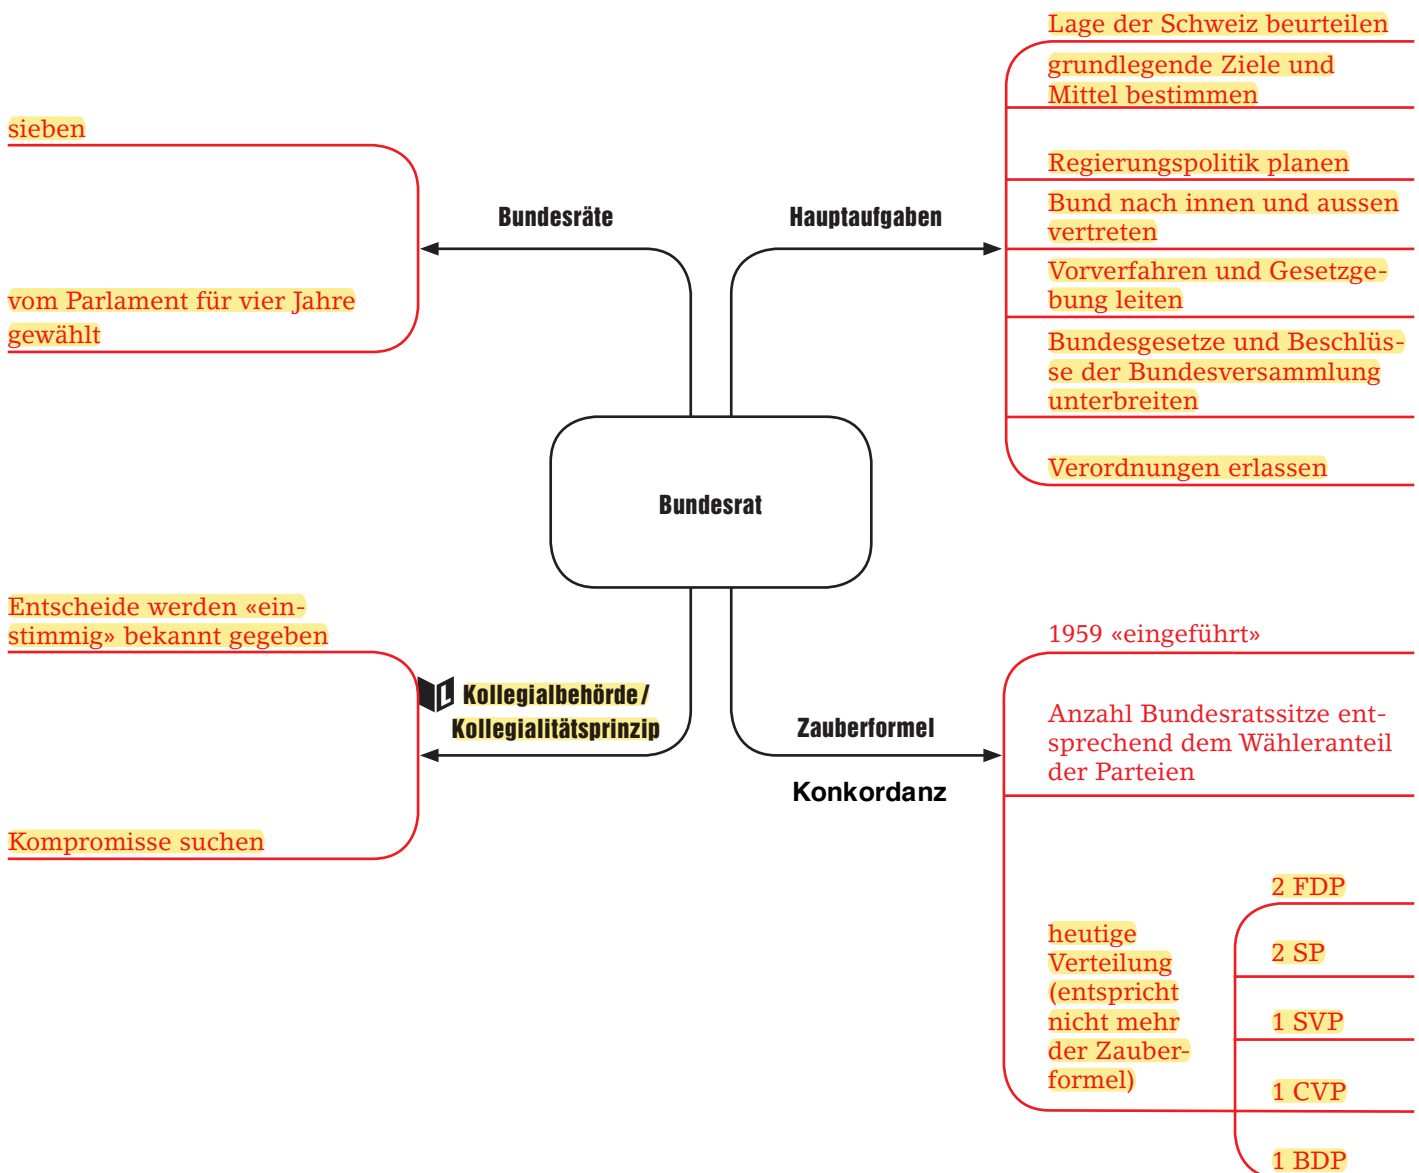 sieben
vom Parlament für vier Jahre
gewählt
Bundesräte
Hauptaufgaben
Lage der Schweiz beurteilen
grundlegende Ziele und
Mittel bestimmen
Regierungspolitik planen
Bund nach innen und aussen
vertreten
Vorverfahren und Gesetzge-
bung leiten
Bundesgesetze und Beschlüs-
se der Bundesversammlung
unterbreiten
Verordnungen erlassen
Bundesrat
Entscheide werden «ein-
stimmig» bekannt gegeben
Kompromisse suchen
L Kollegialbehörde/
Kollegialitätsprinzip
Zauberformel
Konkordanz
1959 «eingeführt»
Anzahl Bundesratssitze ent-
sprechend dem Wähleranteil
der Parteien
heutige
Verteilung
(entspricht
nicht mehr
der Zauber-
formel)
2 FDP
2 SP
1 SVP
1 CVP
1 BDP